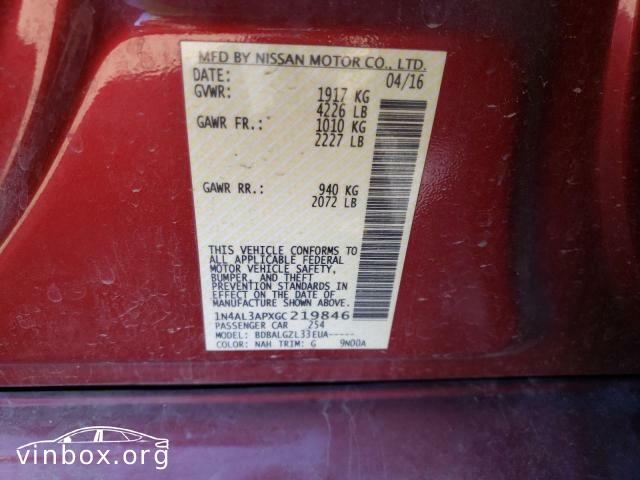 MFD BY NISSAN MOTOR CO., LTD.
DATE: 04/16
GVWR: 1917 KG
4226 LB
GAWR FR.: 1010 KG
2227 LB
GAWR RR.: 940 KG
2072 LB
THIS VEHICLE CONFORMS TO
ALL APPLICABLE FEDERAL
MOTOR VEHICLE SAFETY,
BUMPER, AND THEFT
PREVENTION STANDARDS IN
EFFECT ON THE DATE OF
MANUFACTURE SHOWN ABOVE.
1N4AL3APXGC219846
PASSENGER CAR 254
MODEL: BDBALGZL33EUA-----
COLOR: NAH TRIM: G 9N00A
vinbox.org